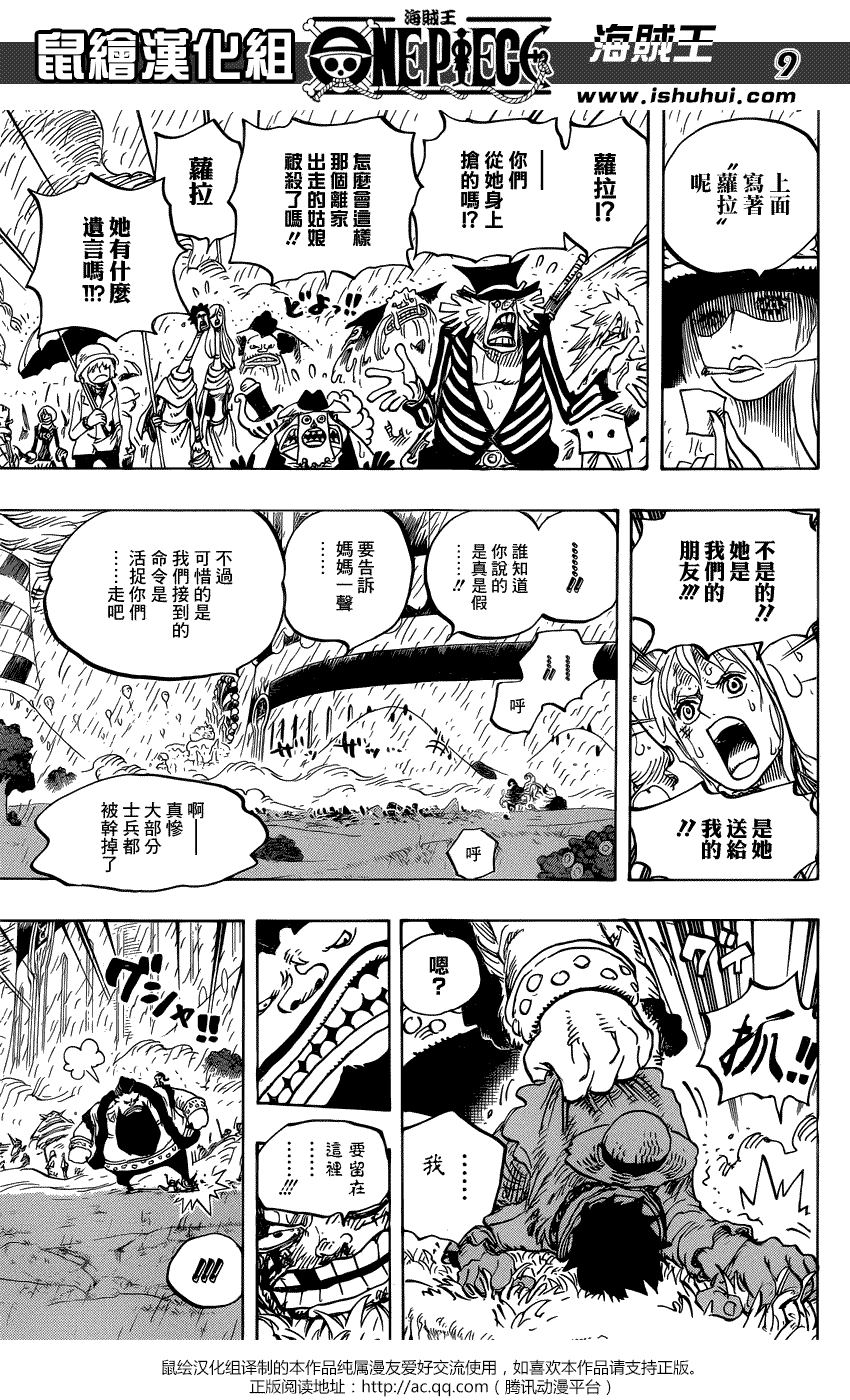 鼠繪漢化組
海賊王
ONE PIECE
海賊王
9
www.ishuhui.com
上面
寫著
“蘿拉”
呢
蘿拉!?
你們
從她身上
搶的嗎!?
怎麼會這樣
那個離家
出走的姑娘
被殺了嗎!!
蘿拉
她有什麼
遺言嗎!!?
どよっ!!
不是的!!
她是
我們的
朋友!!!
是她
送給
我的
!!
………!!
誰知道
你說的
是真是假
……!!
要告訴
媽媽一聲
……
不過
可惜的是
我們接到的
命令是
活捉你們
……走吧
…!!
呼
呼
啊——
真慘
大部分
士兵都
被幹掉了
グイ
抓!!
嗯?
我
……
要留在
這裡
……
……!!!
グシャ!!
!!!
鼠绘汉化组译制的本作品纯属漫友爱好交流使用，如喜欢本作品请支持正版。
正版阅读地址：http://ac.qq.com（腾讯动漫平台）